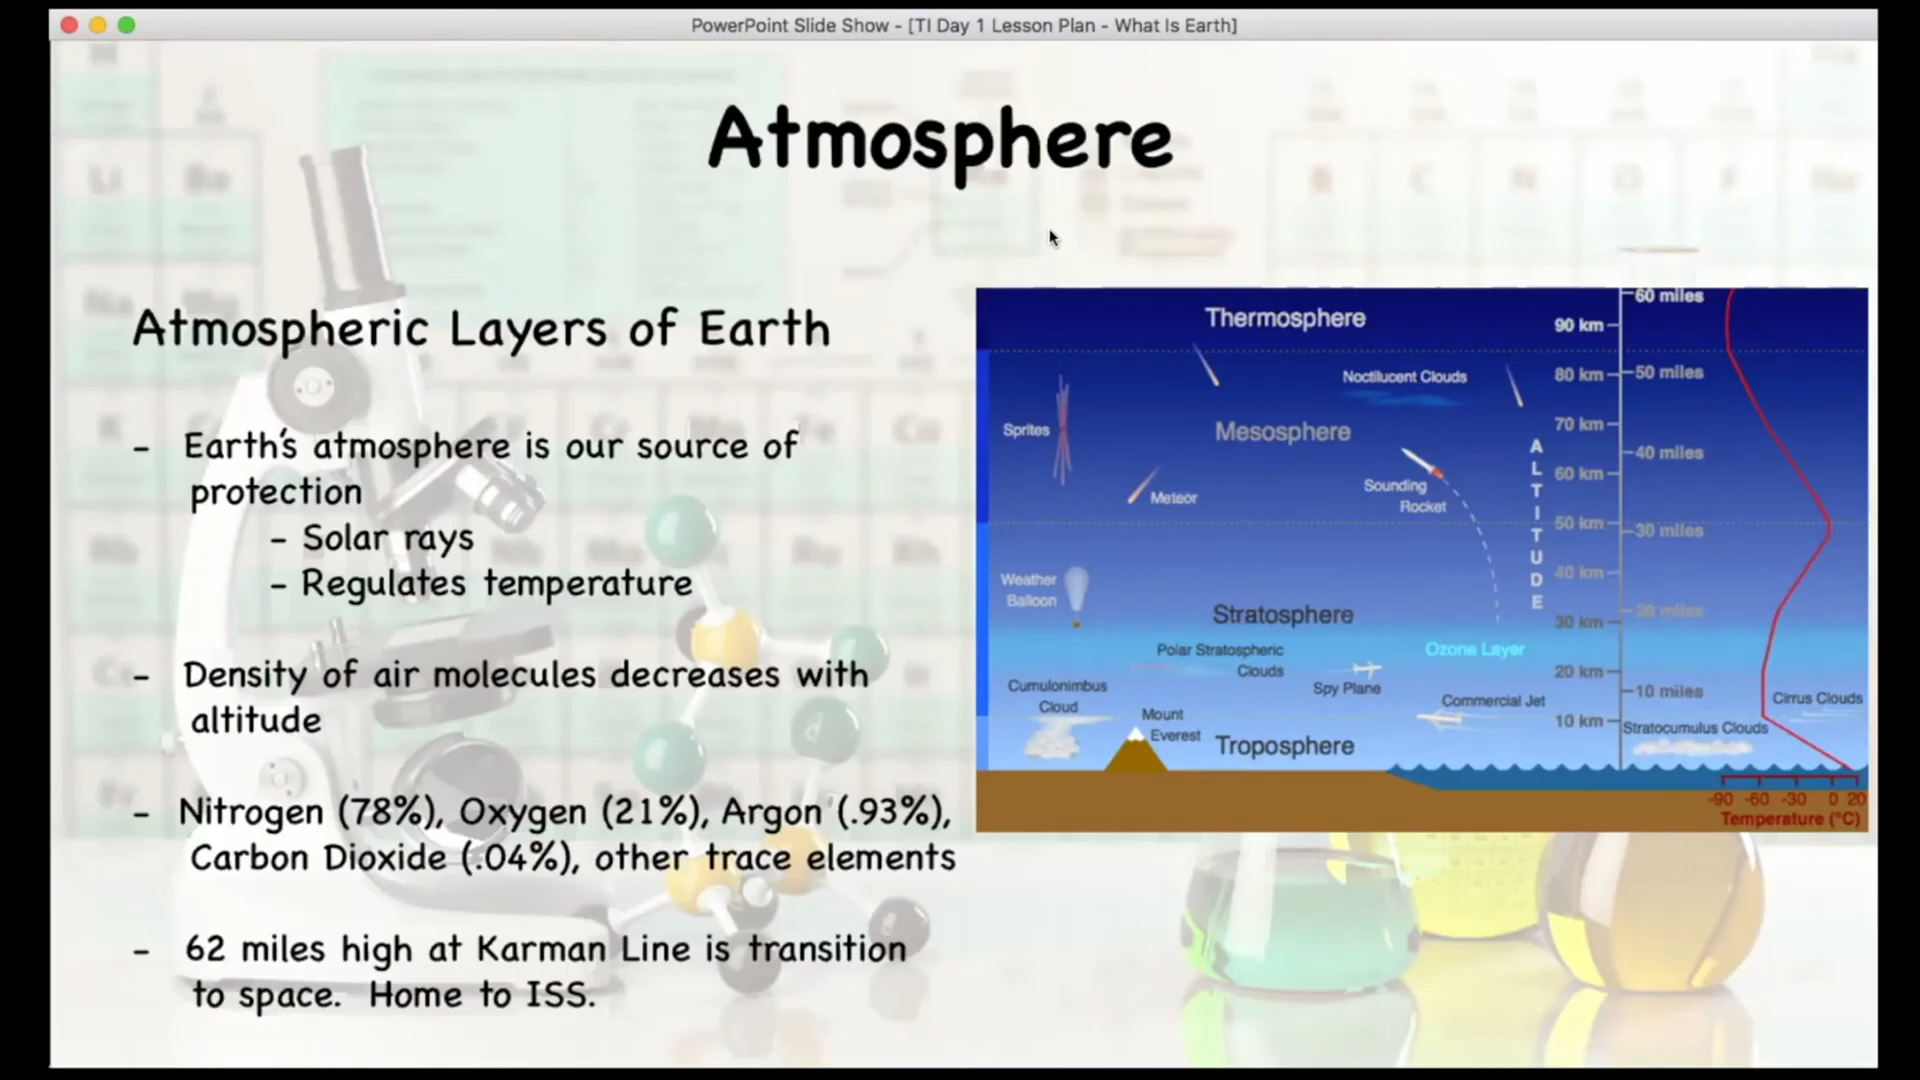 PowerPoint Slide Show - [TI Day 1 Lesson Plan - What Is Earth]
Atmosphere
Atmospheric Layers of Earth
- Earth's atmosphere is our source of
protection
- Solar rays
- Regulates temperature
- Density of air molecules decreases with
altitude
- Nitrogen (78%), Oxygen (21%), Argon (.93%),
Carbon Dioxide (.04%), other trace elements
- 62 miles high at Karman Line is transition
to space. Home to ISS.
Thermosphere
60 miles
90 km
Noctilucent Clouds
80 km
50 miles
Sprites
Mesosphere
70 km
40 miles
ALTITUDE
60 km
Meteor
Sounding
Rocket
50 km
30 miles
Weather
Balloon
40 km
Stratosphere
30 km
20 miles
Polar Stratospheric
Clouds
Ozone Layer
Spy Plane
20 km
10 miles
Cumulonimbus
Cloud
Commercial Jet
Cirrus Clouds
Mount
Everest
10 km
Stratocumulus Clouds
Troposphere
-90 -60 -30 0 20
Temperature (°C)
Li
Be
B
C
N
F
K